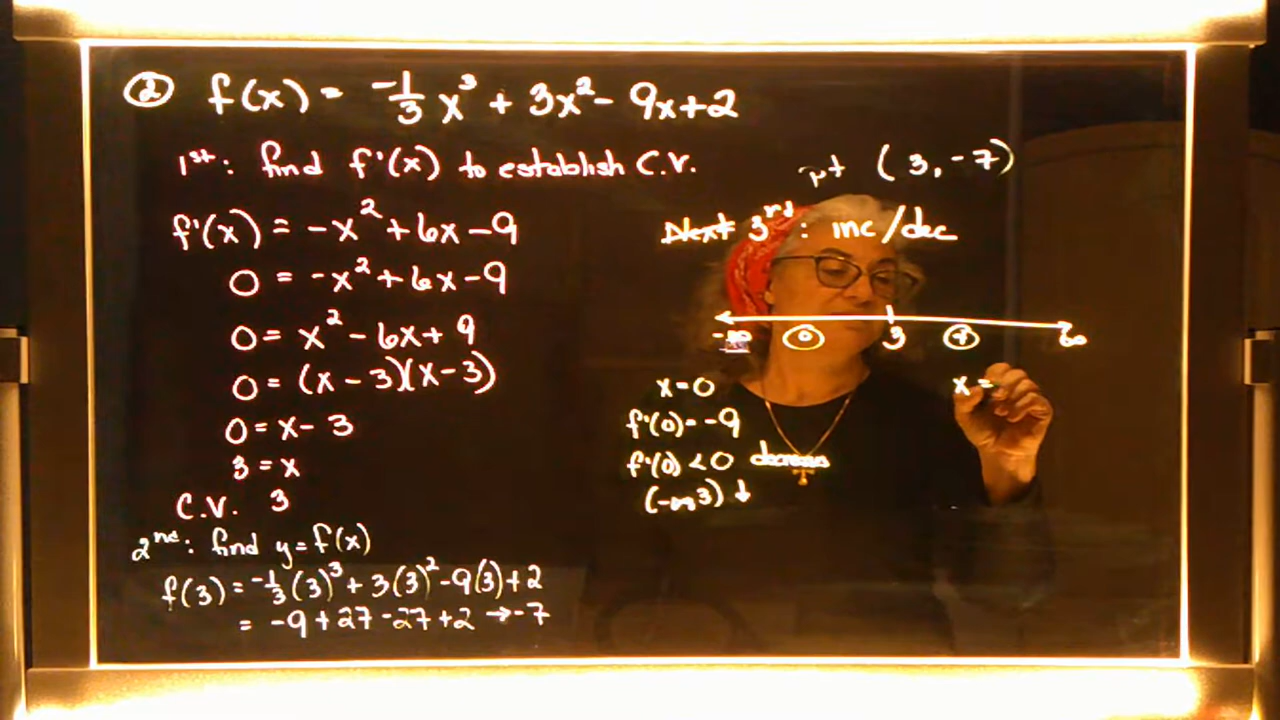 ② f(x) = -1/3 x³ + 3x² - 9x + 2
1st: find f'(x) to establish C.V.
f'(x) = -x² + 6x - 9
0 = -x² + 6x - 9
0 = x² - 6x + 9
0 = (x - 3)(x - 3)
0 = x - 3
3 = x
C.V. 3
2nd: find y = f(x)
f(3) = -1/3 (3)³ + 3(3)² - 9(3) + 2
= -9 + 27 - 27 + 2 → -7
pt (3, -7)
Next 3rd: inc/dec
-∞ 0 3 ∞
x = 0
f'(0) = -9
f'(0) < 0
(-∞, 3) ↓
x =